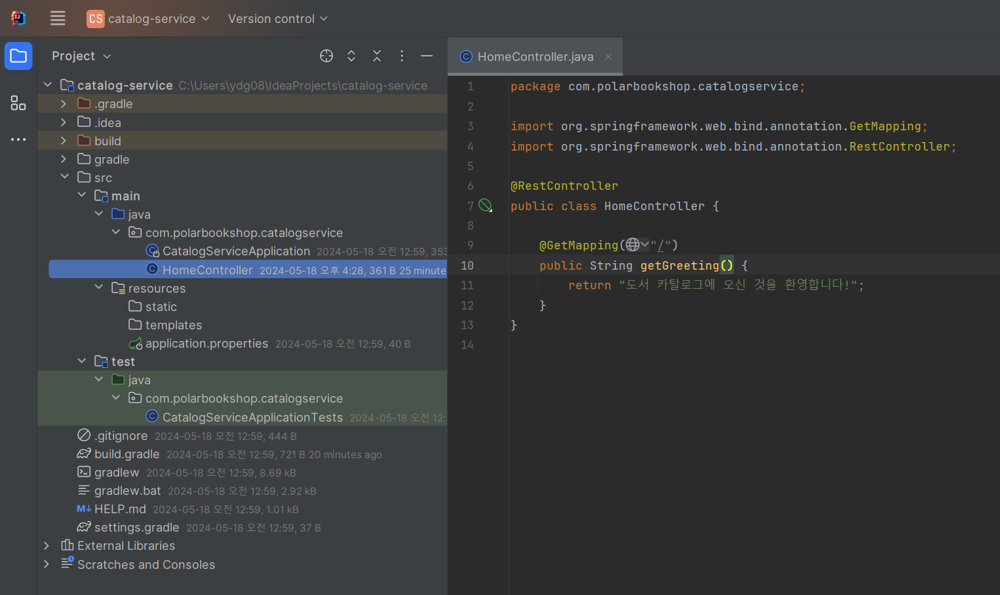 CS catalog-service Version control
Project
HomeController.java
catalog-service C:\Users\ydg08\IdeaProjects\catalog-service
.gradle
.idea
build
gradle
src
main
java
com.polarbookshop.catalogservice
CatalogServiceApplication 2024-05-18 오전 12:59, 353
HomeController 2024-05-18 오후 4:28, 361 B 25 minute
resources
static
templates
application.properties 2024-05-18 오전 12:59, 40 B
test
java
com.polarbookshop.catalogservice
CatalogServiceApplicationTests 2024-05-18 오전 12:
.gitignore 2024-05-18 오전 12:59, 444 B
build.gradle 2024-05-18 오전 12:59, 721 B 20 minutes ago
gradlew 2024-05-18 오전 12:59, 8.69 kB
gradlew.bat 2024-05-18 오전 12:59, 2.92 kB
M↓ HELP.md 2024-05-18 오전 12:59, 1.01 kB
settings.gradle 2024-05-18 오전 12:59, 37 B
External Libraries
Scratches and Consoles
1 package com.polarbookshop.catalogservice;
2
3 import org.springframework.web.bind.annotation.GetMapping;
4 import org.springframework.web.bind.annotation.RestController;
5
6 @RestController
7 public class HomeController {
8
9 @GetMapping("/")
10 public String getGreeting() {
11 return "도서 카탈로그에 오신 것을 환영합니다!";
12 }
13 }
14